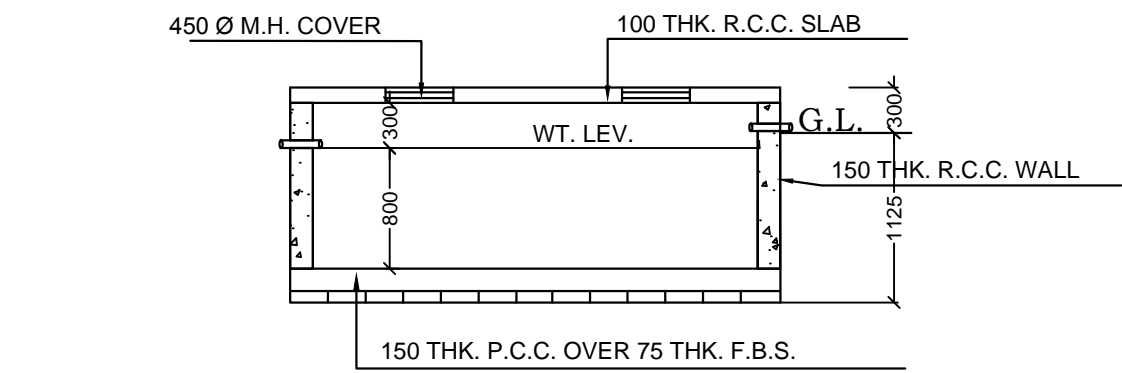 450 Ø M.H. COVER
100 THK. R.C.C. SLAB
300
300
G.L.
WT. LEV.
150 THK. R.C.C. WALL
800
1125
150 THK. P.C.C. OVER 75 THK. F.B.S.